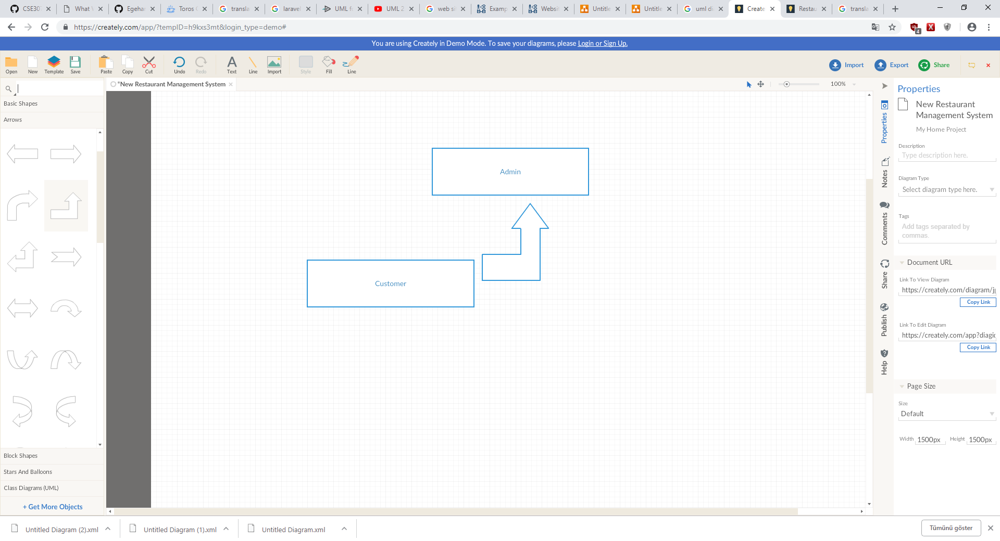 CSE307
What
Egehar
Toros
transla
laravel
UML fo
UML 2
web si
Examp
Websit
Untitle
Untitle
uml di
Create
Restau
transla
https://creately.com/app/?tempID=h9kxs3mt&login_type=demo#
4
You are using Creately in Demo Mode. To save your diagrams, please Login or Sign Up.
Open
New
Template
Save
Paste
Copy
Cut
Undo
Redo
Text
Line
Import
Style
Fill
Line
Import
Export
Share
*New Restaurant Management System
100%
Basic Shapes
Arrows
Block Shapes
Stars And Balloons
Class Diagrams (UML)
+ Get More Objects
Admin
Customer
Properties
Notes
Comments
Share
Publish
Help
Properties
New Restaurant
Management System
My Home Project
Description
Type description here.
Diagram Type
Select diagram type here.
Tags
Add tags separated by
commas.
Document URL
Link To View Diagram
https://creately.com/diagram/j
Copy Link
Link To Edit Diagram
https://creately.com/app?diagi
Copy Link
Page Size
Size
Default
Width 1500px Height 1500px
Untitled Diagram (2).xml
Untitled Diagram (1).xml
Untitled Diagram.xml
Tümünü göster